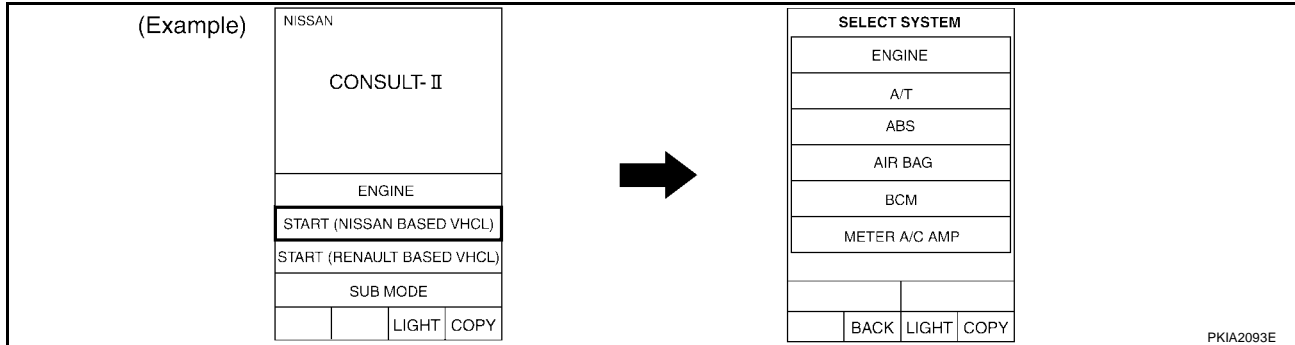 (Example)
NISSAN
CONSULT-Ⅱ
ENGINE
START (NISSAN BASED VHCL)
START (RENAULT BASED VHCL)
SUB MODE
LIGHT COPY
SELECT SYSTEM
ENGINE
A/T
ABS
AIR BAG
BCM
METER A/C AMP
BACK LIGHT COPY
PKIA2093E